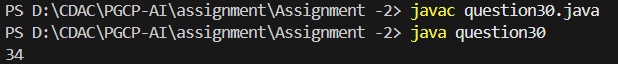 PS D:\CDAC\PGCP-AI\assignment\Assignment -2> javac question30.java
PS D:\CDAC\PGCP-AI\assignment\Assignment -2> java question30
34